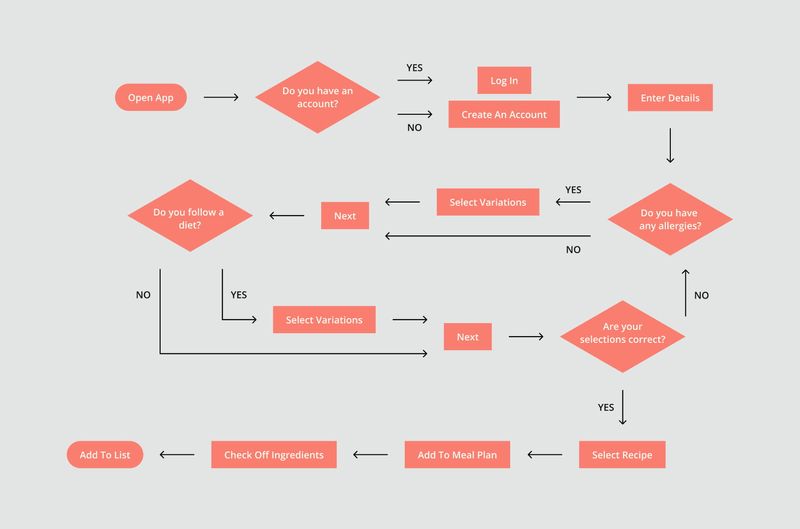 Open App
Do you have an
account?
YES
NO
Log In
Create An Account
Enter Details
Do you have
any allergies?
YES
NO
Select Variations
Next
Do you follow a
diet?
NO
YES
Select Variations
Next
Are your
selections correct?
NO
YES
Select Recipe
Add To Meal Plan
Check Off Ingredients
Add To List